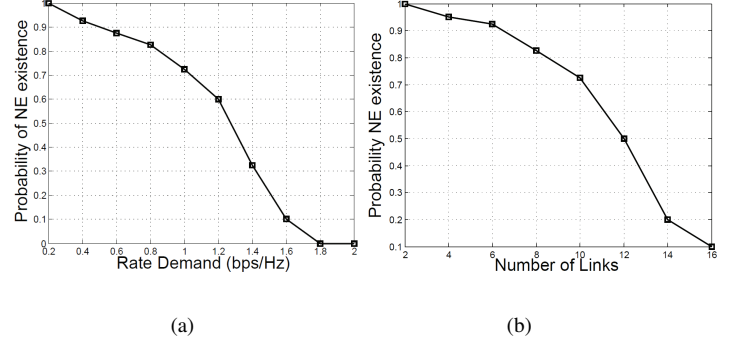 Probability of NE existence
1
0.9
0.8
0.7
0.6
0.5
0.4
0.3
0.2
0.1
0
0.2 0.4 0.6 0.8 1 1.2 1.4 1.6 1.8 2
Rate Demand (bps/Hz)
(a)
Probability NE existence
1
0.9
0.8
0.7
0.6
0.5
0.4
0.3
0.2
0.1
2 4 6 8 10 12 14 16
Number of Links
(b)